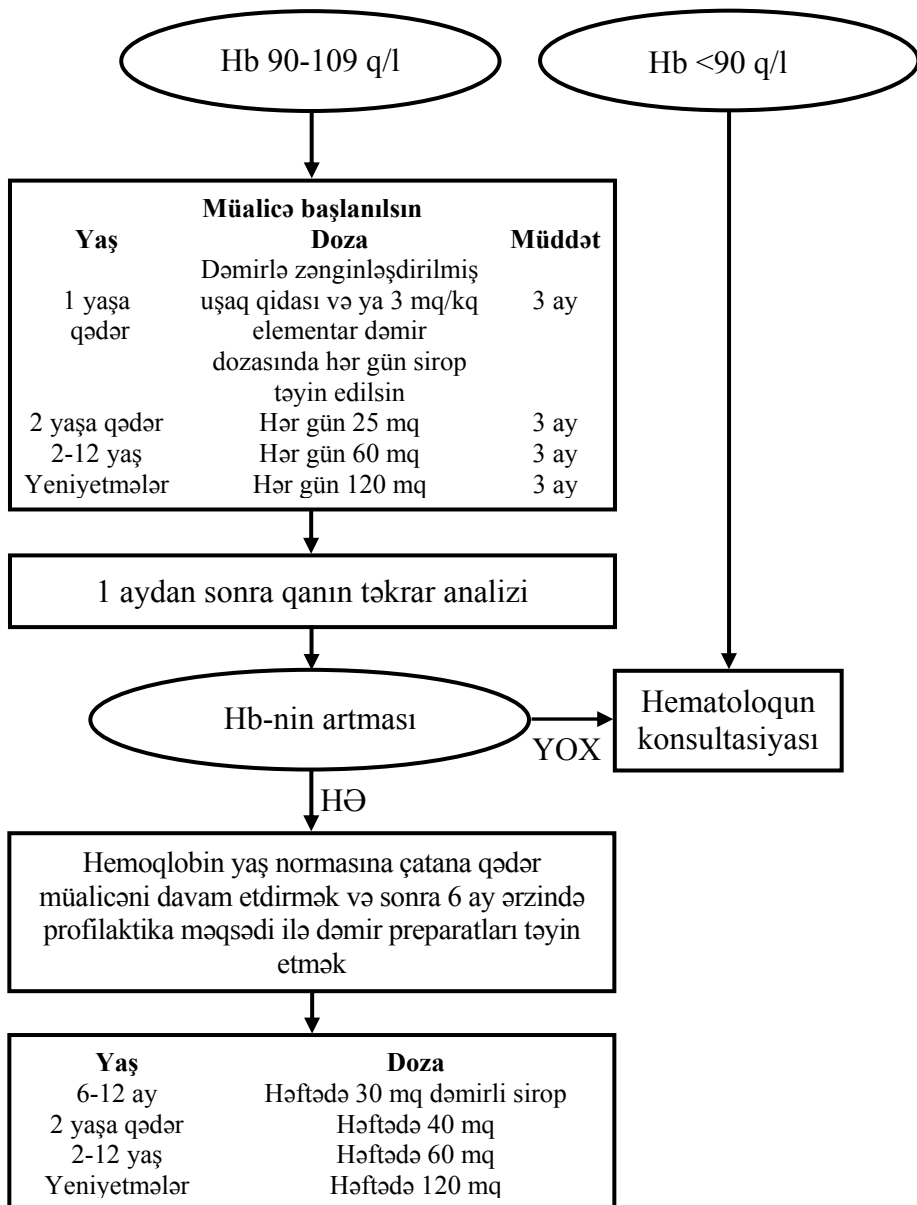 Hb 90-109 q/l
Hb <90 q/l
Müalicə başlanılsın
Yaş Doza Müddət
Dəmirlə zənginləşdirilmiş
1 yaşa uşaq qidası və ya 3 mq/kq 3 ay
qədər elementar dəmir
dozasında hər gün sirop
təyin edilsin
2 yaşa qədər Hər gün 25 mq 3 ay
2-12 yaş Hər gün 60 mq 3 ay
Yeniyetmələr Hər gün 120 mq 3 ay
1 aydan sonra qanın təkrar analizi
Hb-nin artması
YOX
Hematoloqun
konsultasiyası
HƏ
Hemoqlobin yaş normasına çatana qədər
müalicəni davam etdirmək və sonra 6 ay ərzində
profilaktika məqsədi ilə dəmir preparatları təyin
etmək
Yaş Doza
6-12 ay Həftədə 30 mq dəmirli sirop
2 yaşa qədər Həftədə 40 mq
2-12 yaş Həftədə 60 mq
Yeniyetmələr Həftədə 120 mq